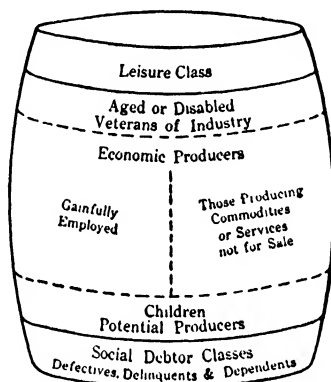 Leisure Class
Aged or Disabled
Veterans of Industry
Economic Producers
Gainfully
Employed
Those Producing
Commodities
or Services
not for Sale
Children
Potential Producers
Social Debtor Classes
Defectives, Delinquents & Dependents